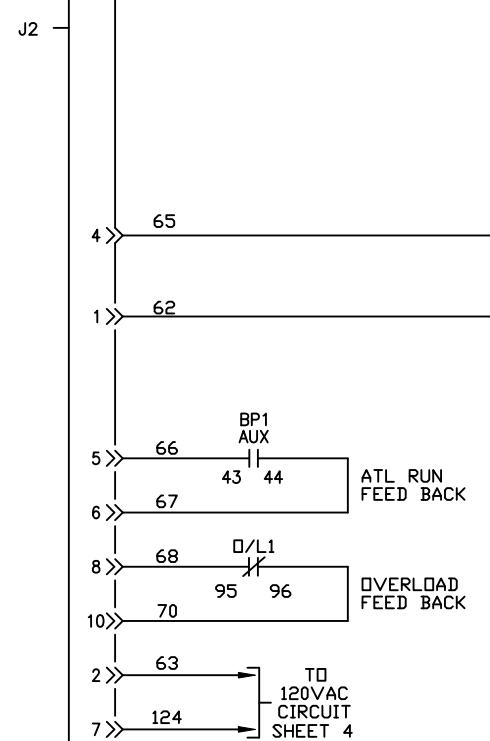 J2
65
4
62
1
BP1
AUX
66
5
43 44
ATL RUN
FEED BACK
67
6
68
O/L1
8
95 96
OVERLOAD
FEED BACK
70
10
63
2
TO
120VAC
CIRCUIT
SHEET 4
124
7